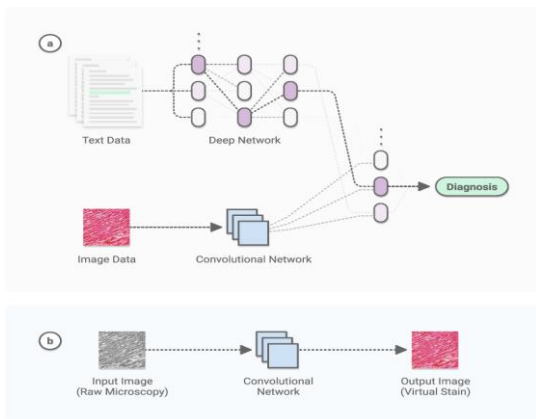 a
Text Data
Deep Network
Diagnosis
Image Data
Convolutional Network
b
Input Image
(Raw Microscopy)
Convolutional
Network
Output Image
(Virtual Stain)